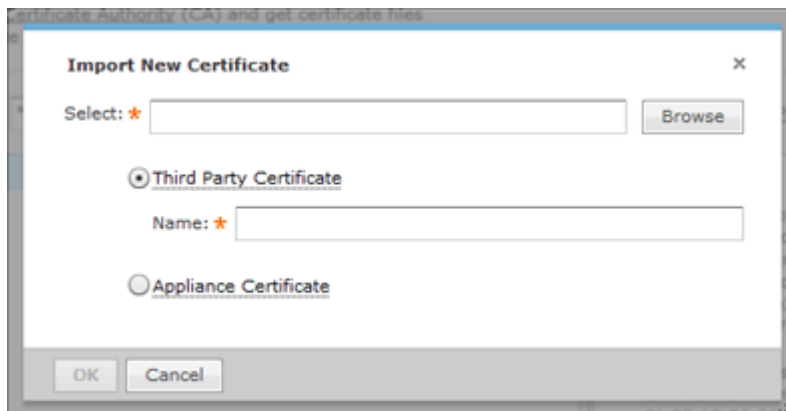 Certificate Authority (CA) and get certificate files
Import New Certificate ×
Select: * Browse
Third Party Certificate
Name: *
Appliance Certificate
OK Cancel